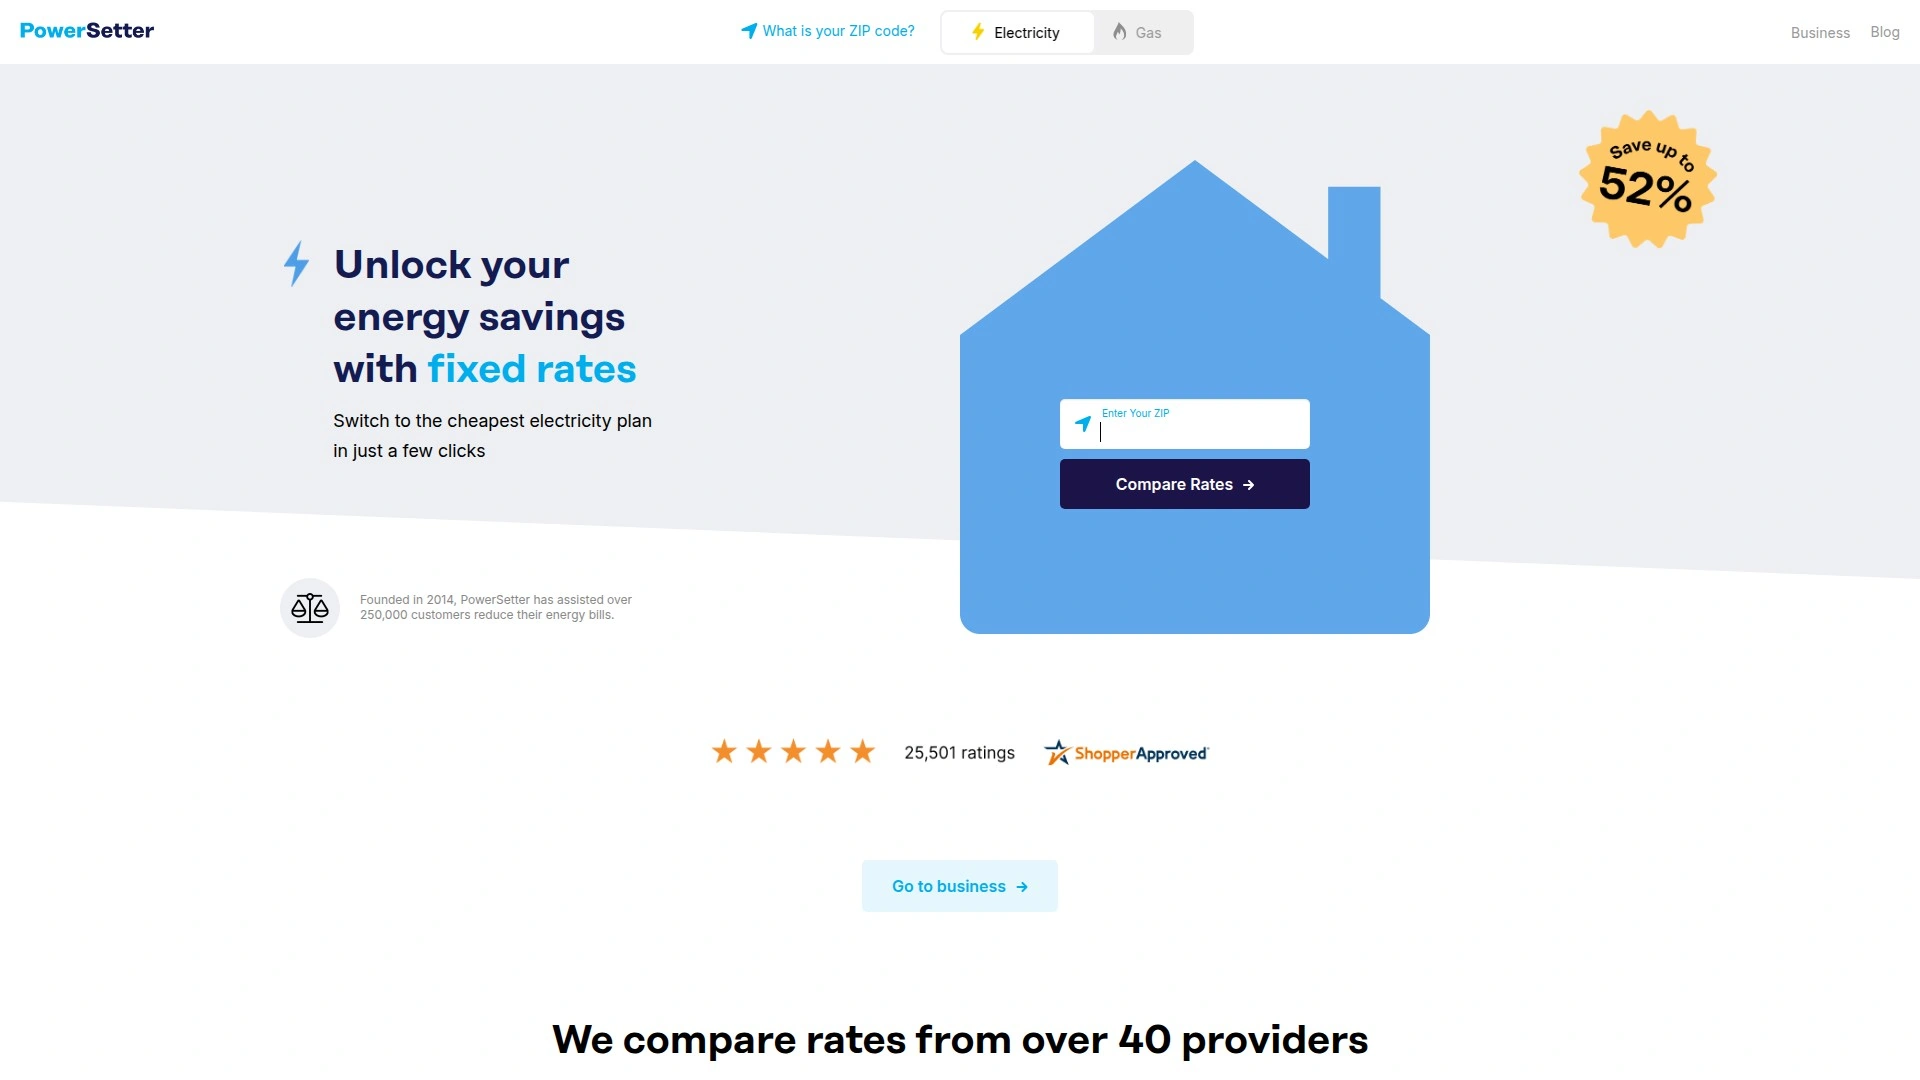 PowerSetter
What is your ZIP code?
Electricity
Gas
Business
Blog
Save up to
52%
Unlock your
energy savings
with fixed rates
Switch to the cheapest electricity plan
in just a few clicks
Enter Your ZIP
Compare Rates →
Founded in 2014, PowerSetter has assisted over
250,000 customers reduce their energy bills.
25,501 ratings
ShopperApproved
Go to business →
We compare rates from over 40 providers